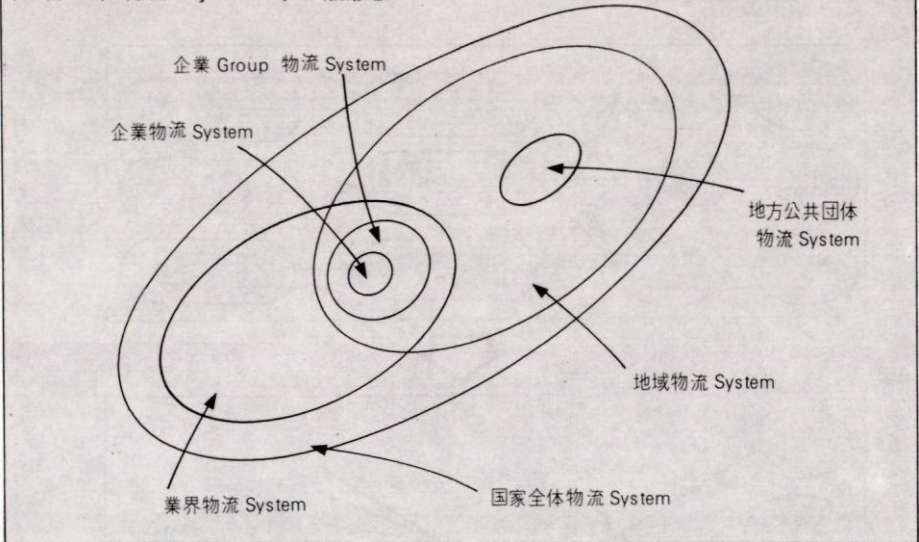 企業 Group 物流 System
企業物流 System
地方公共団体
物流 System
地域物流 System
業界物流 System
国家全体物流 System